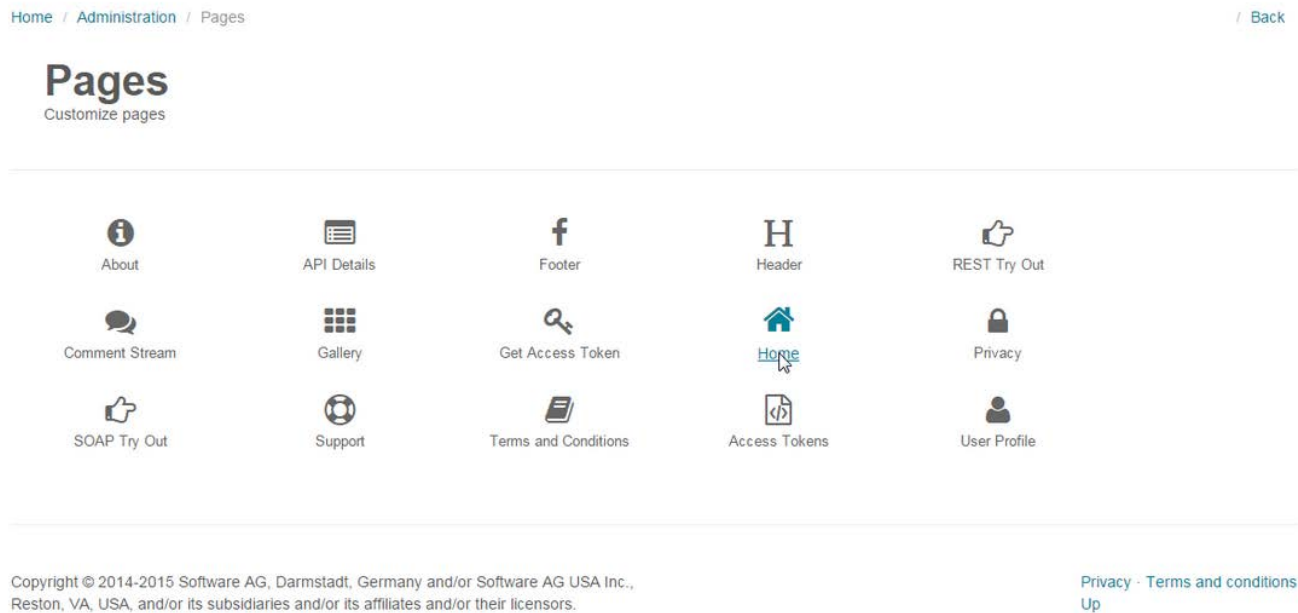 Home / Administration / Pages / Back
Pages
Customize pages
About API Details Footer Header REST Try Out
Comment Stream Gallery Get Access Token Home Privacy
SOAP Try Out Support Terms and Conditions Access Tokens User Profile
Copyright © 2014-2015 Software AG, Darmstadt, Germany and/or Software AG USA Inc., Privacy · Terms and conditions
Reston, VA, USA, and/or its subsidiaries and/or its affiliates and/or their licensors. Up